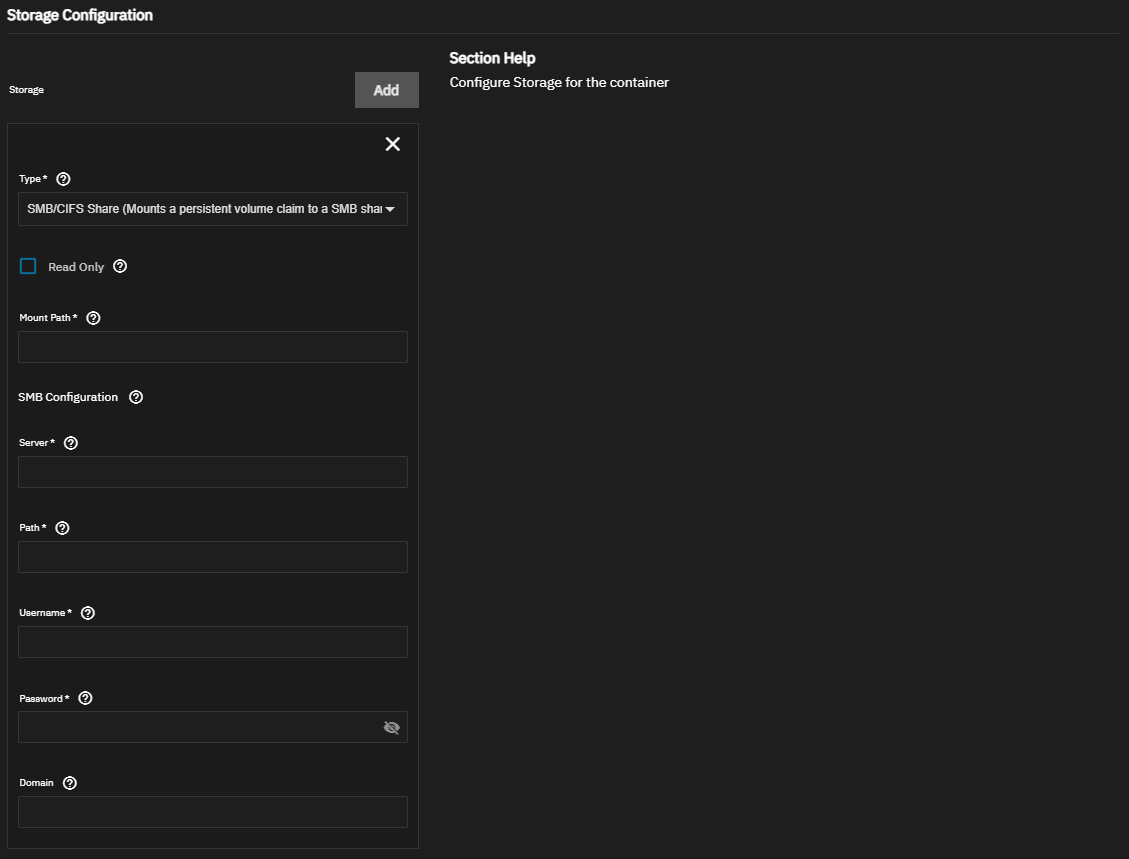 Storage Configuration
Section Help
Configure Storage for the container
Storage
Add
Type *
SMB/CIFS Share (Mounts a persistent volume claim to a SMB shar
Read Only
Mount Path *
SMB Configuration
Server *
Path *
Username *
Password *
Domain